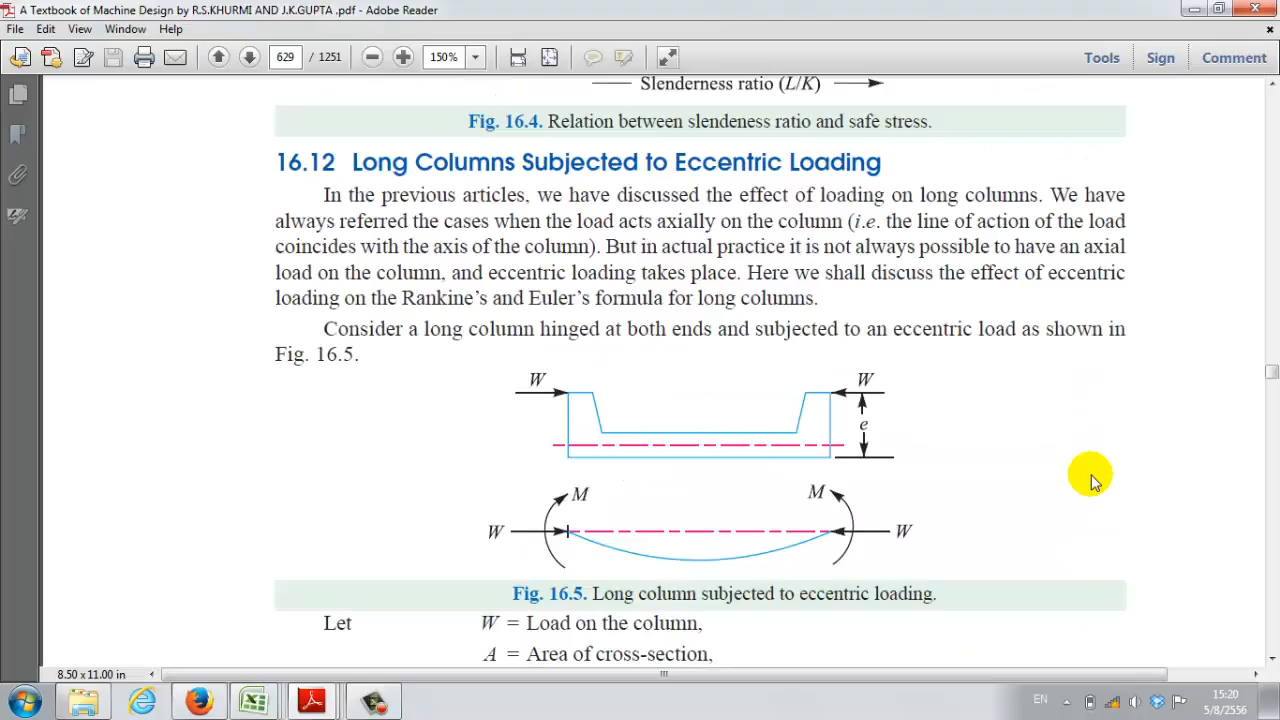 A Textbook of Machine Design by R.S.KHURMI AND J.K.GUPTA .pdf - Adobe Reader
File Edit View Window Help
629 / 1251 150% Tools Sign Comment
Slenderness ratio (L/K)
Fig. 16.4. Relation between slendeness ratio and safe stress.
16.12 Long Columns Subjected to Eccentric Loading
In the previous articles, we have discussed the effect of loading on long columns. We have
always referred the cases when the load acts axially on the column (i.e. the line of action of the load
coincides with the axis of the column). But in actual practice it is not always possible to have an axial
load on the column, and eccentric loading takes place. Here we shall discuss the effect of eccentric
loading on the Rankine's and Euler's formula for long columns.
Consider a long column hinged at both ends and subjected to an eccentric load as shown in
Fig. 16.5.
W W
e
M M
W W
Fig. 16.5. Long column subjected to eccentric loading.
Let W = Load on the column,
A = Area of cross-section,
8.50 x 11.00 in
EN 15:20
5/8/2556